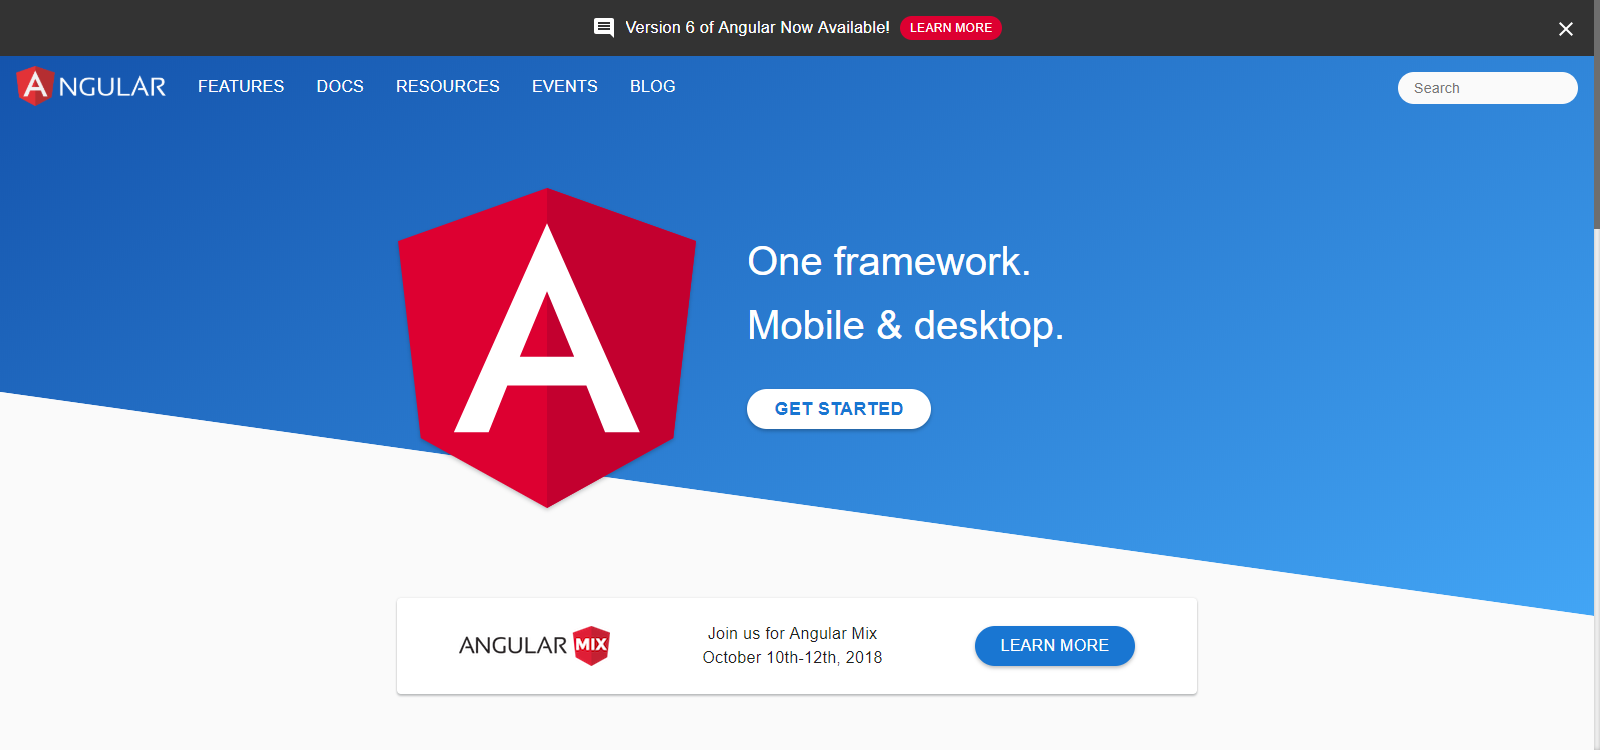 Version 6 of Angular Now Available! LEARN MORE
ANGULAR FEATURES DOCS RESOURCES EVENTS BLOG Search
A
One framework.
Mobile & desktop.
GET STARTED
ANGULAR MIX
Join us for Angular Mix
October 10th-12th, 2018
LEARN MORE